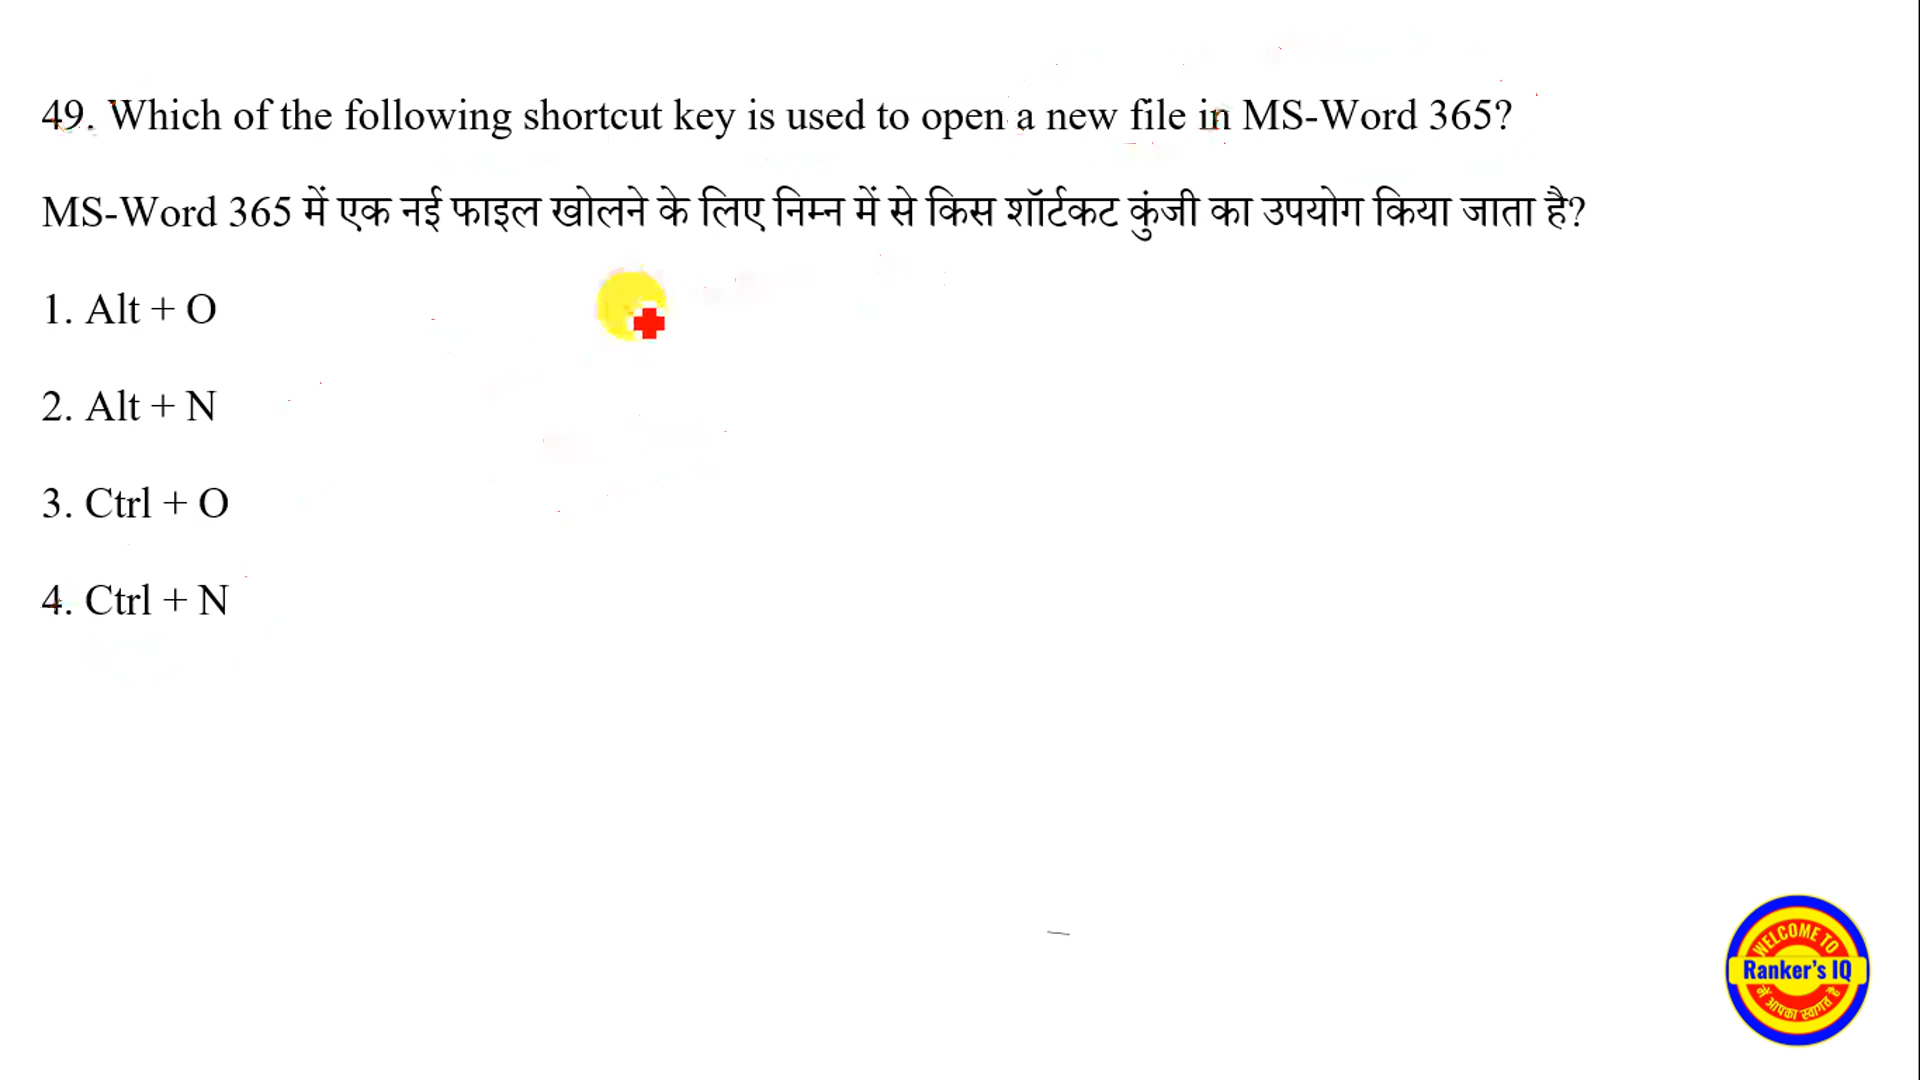 49. Which of the following shortcut key is used to open a new file in MS-Word 365?
MS-Word 365 में एक नई फाइल खोलने के लिए निम्न में से किस शॉर्टकट कुंजी का उपयोग किया जाता है?
1. Alt + O
2. Alt + N
3. Ctrl + O
4. Ctrl + N
WELCOME TO
Ranker's IQ
में आपका स्वागत है